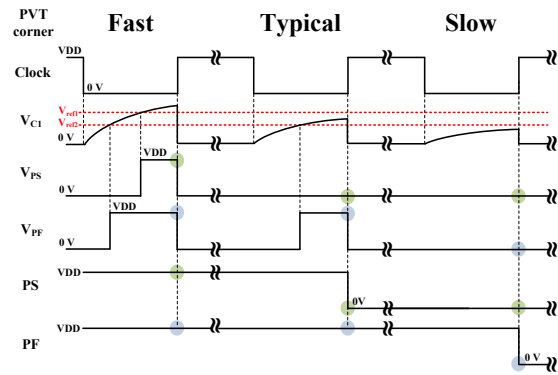 PVT corner Fast Typical Slow
VDD
Clock
0 V
Vref1
VC1 Vref2
0 V
VDD
VPS
0 V
VDD
VPF
0 V
VDD
PS
0V
VDD
PF
0 V